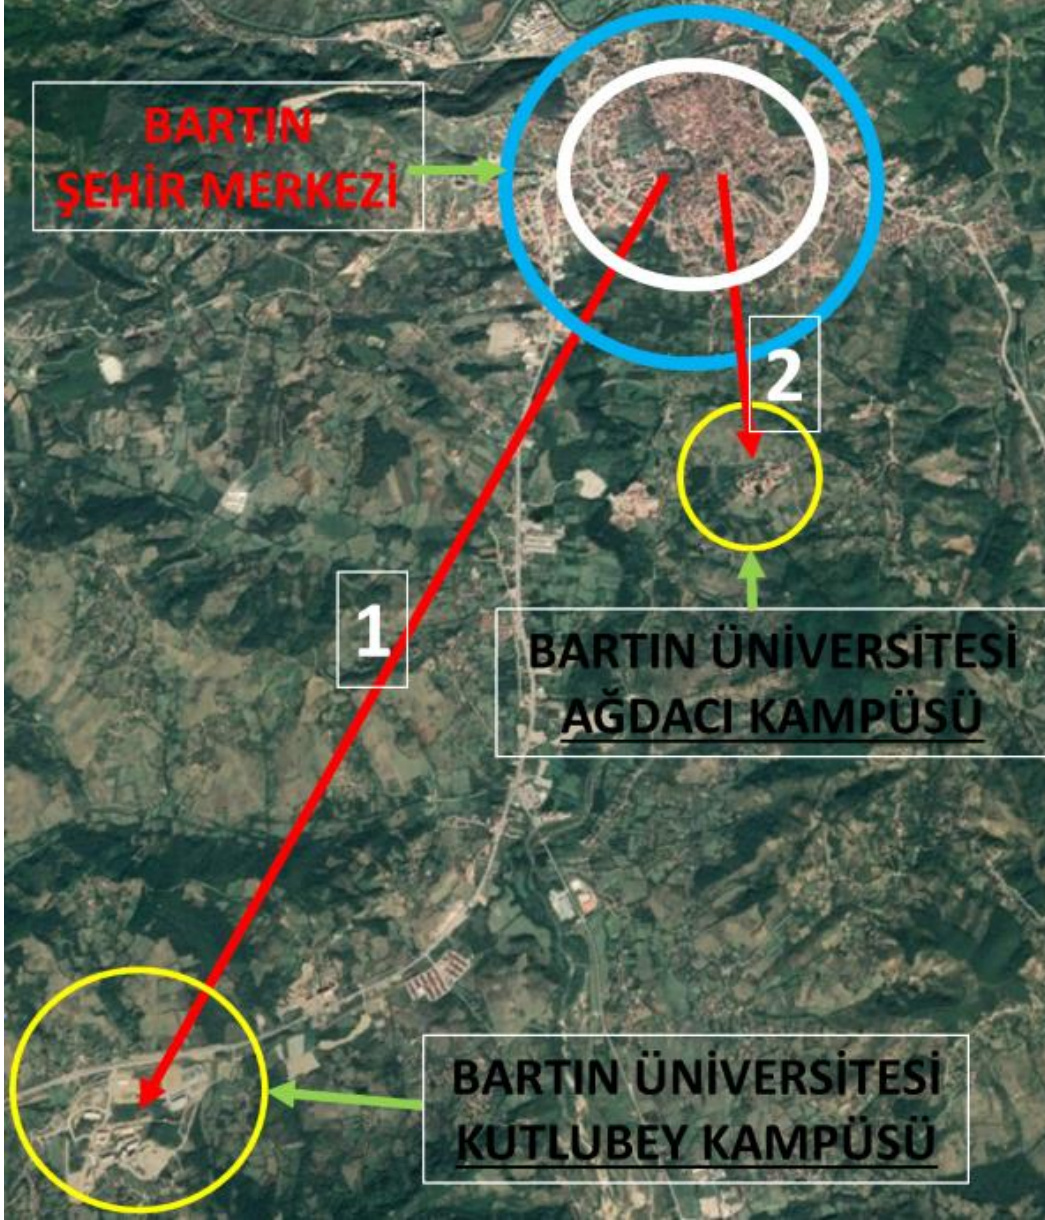 BARTIN
ŞEHİR MERKEZİ
2
1
BARTIN ÜNİVERSİTESİ
AĞDACI KAMPÜSÜ
BARTIN ÜNİVERSİTESİ
KUTLUBEY KAMPÜSÜ